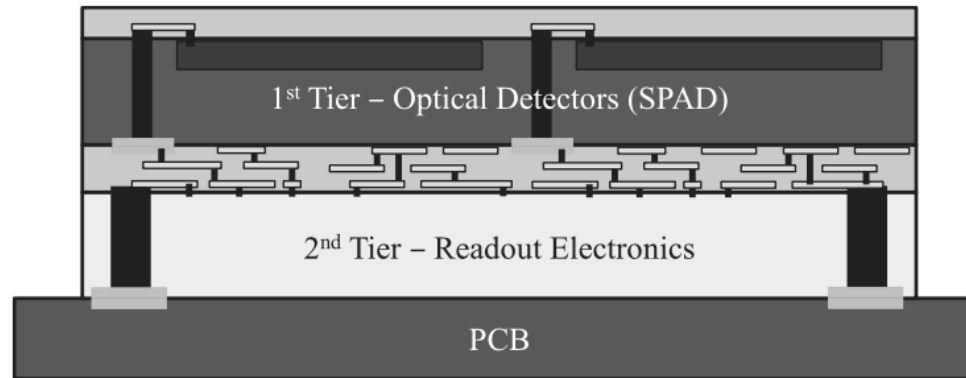 1st Tier – Optical Detectors (SPAD)
2nd Tier – Readout Electronics
PCB